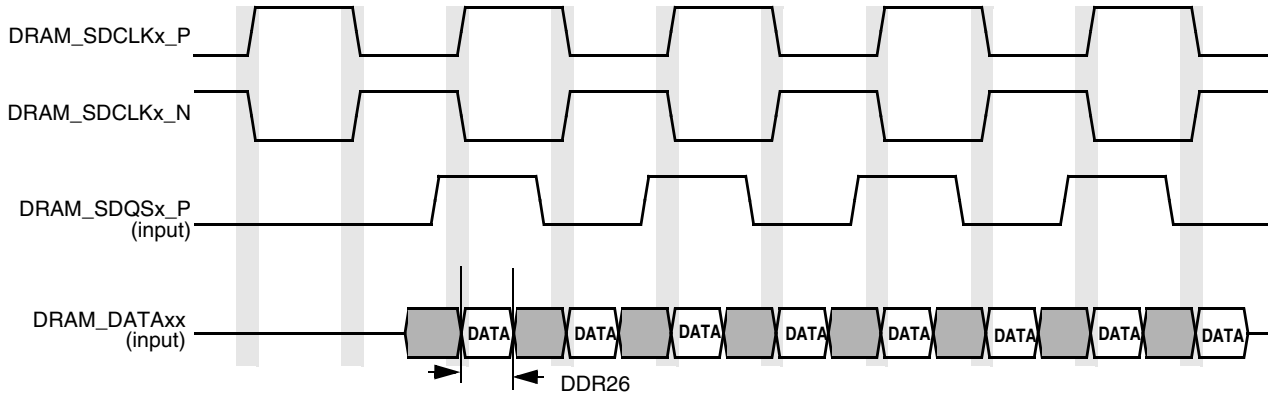 DRAM_SDCLKx_P
DRAM_SDCLKx_N
DRAM_SDQSx_P
(input)
DRAM_DATAxx
(input)
DATA DATA DATA DATA DATA DATA DATA DATA
DDR26